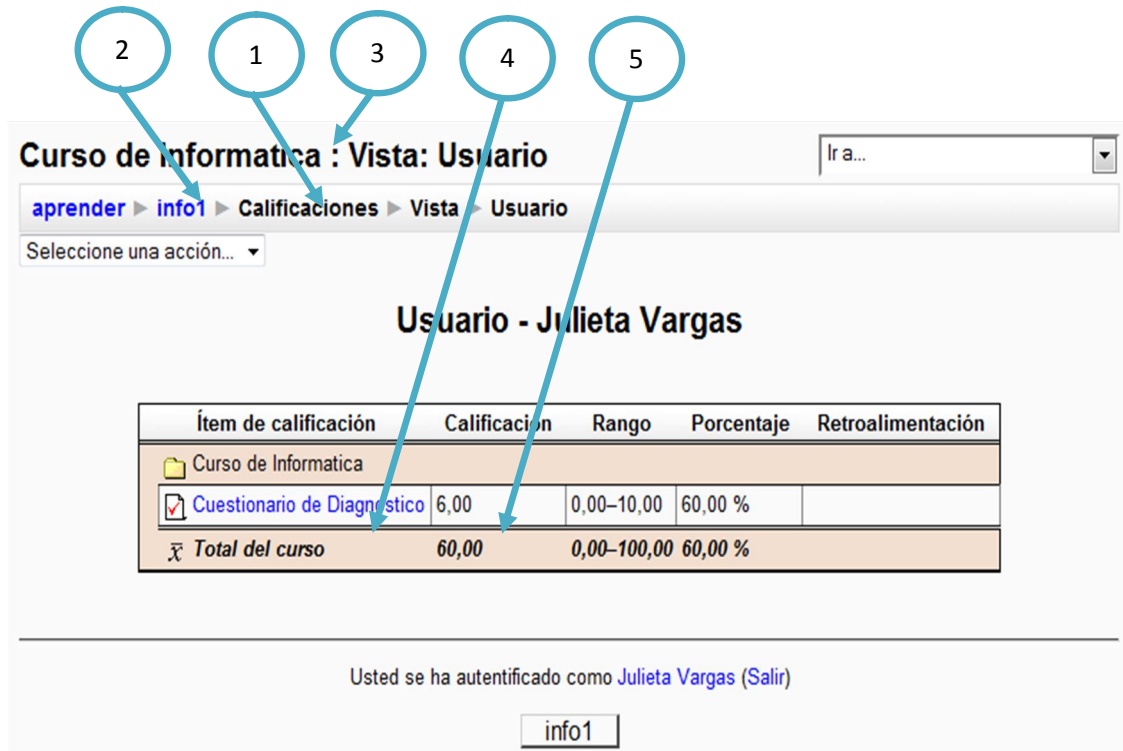 2 1 3 4 5
Curso de Informatica : Vista: Usuario
Ir a...
aprender ► info1 ► Calificaciones ► Vista ► Usuario
Seleccione una acción...
Usuario - Julieta Vargas
Ítem de calificación Calificación Rango Porcentaje Retroalimentación
Curso de Informatica
Cuestionario de Diagnostico 6,00 0,00–10,00 60,00 %
x̄ Total del curso 60,00 0,00–100,00 60,00 %
Usted se ha autentificado como Julieta Vargas (Salir)
info1